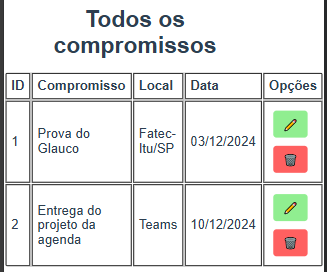 Todos os
compromissos
ID Compromisso Local Data Opções
1 Prova do Glauco Fatec-Itu/SP 03/12/2024
2 Entrega do projeto da agenda Teams 10/12/2024